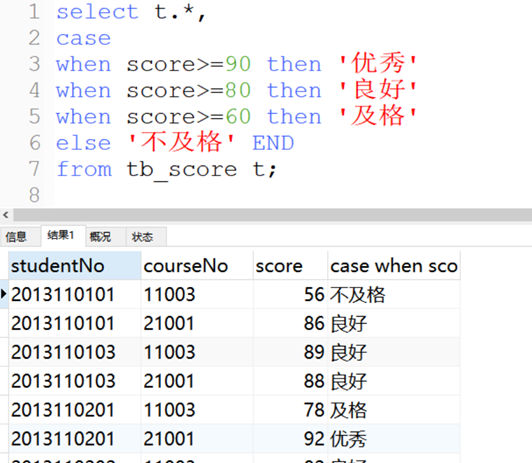 1 select t.*,
2 case
3 when score>=90 then '优秀'
4 when score>=80 then '良好'
5 when score>=60 then '及格'
6 else '不及格' END
7 from tb_score t;
8
信息 结果1 概况 状态
studentNo courseNo score case when sco
2013110101 11003 56 不及格
2013110101 21001 86 良好
2013110103 11003 89 良好
2013110103 21001 88 良好
2013110201 11003 78 及格
2013110201 21001 92 优秀